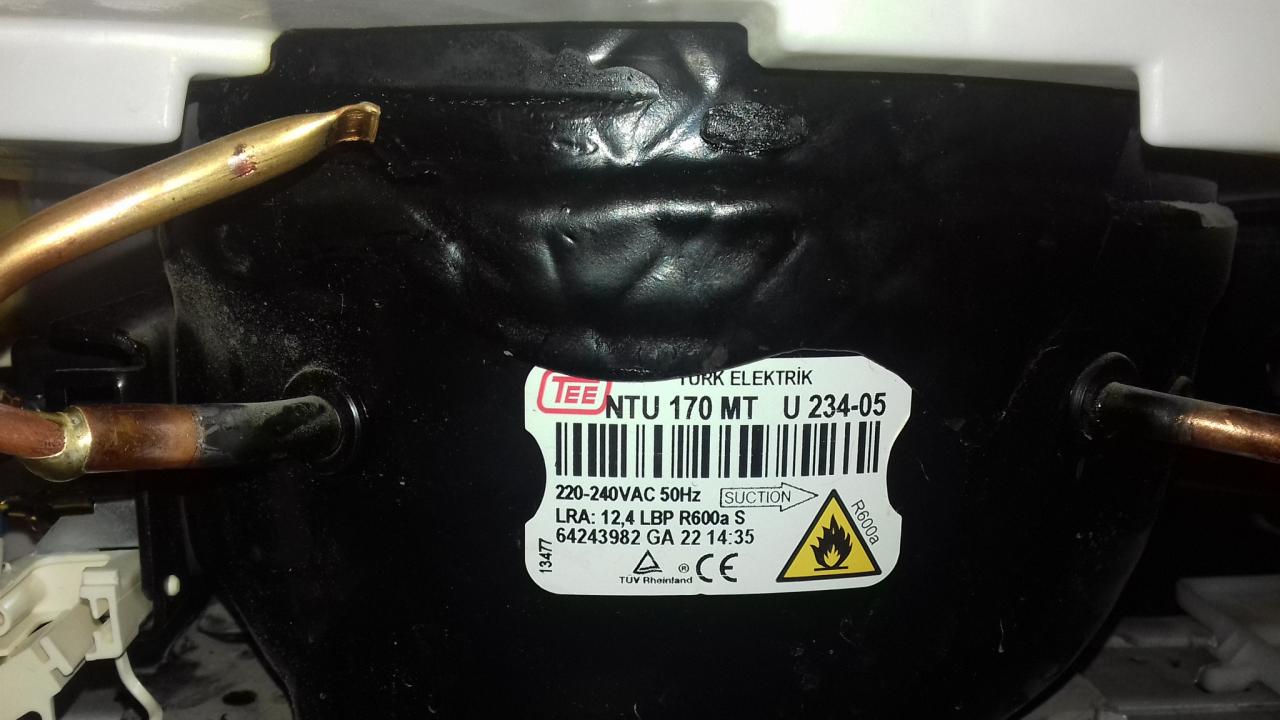 TEE
TÜRK ELEKTRİK
NTU 170 MT U 234-05
220-240VAC 50Hz SUCTION
LRA: 12,4 LBP R600a S
64243982 GA 22 14:35
13477
TÜV Rheinland ® CE
R600a